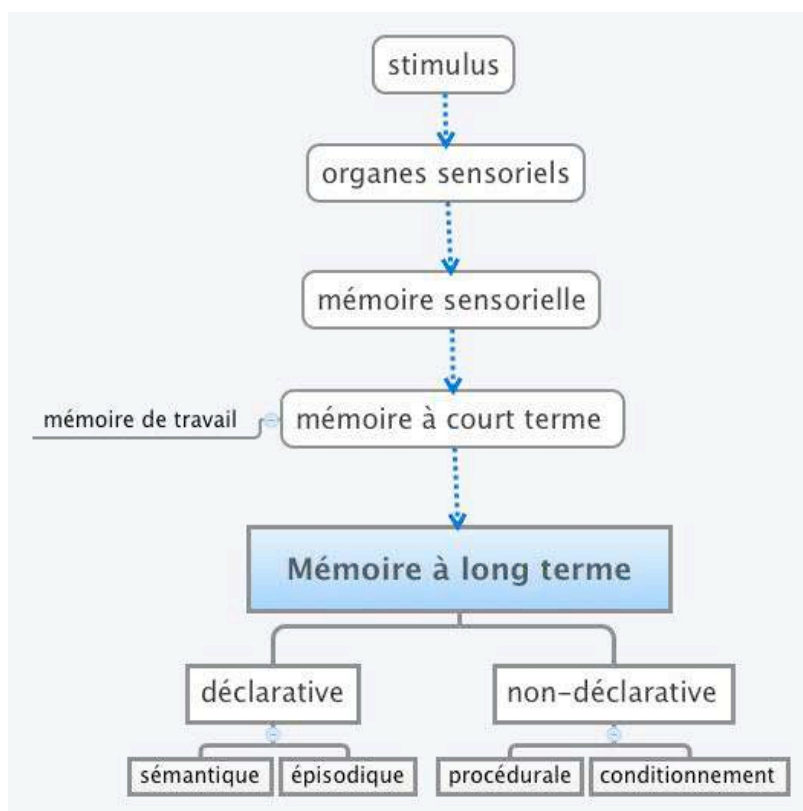 stimulus
organes sensoriels
mémoire sensorielle
mémoire de travail
mémoire à court terme
Mémoire à long terme
déclarative
non-déclarative
sémantique
épisodique
procédurale
conditionnement